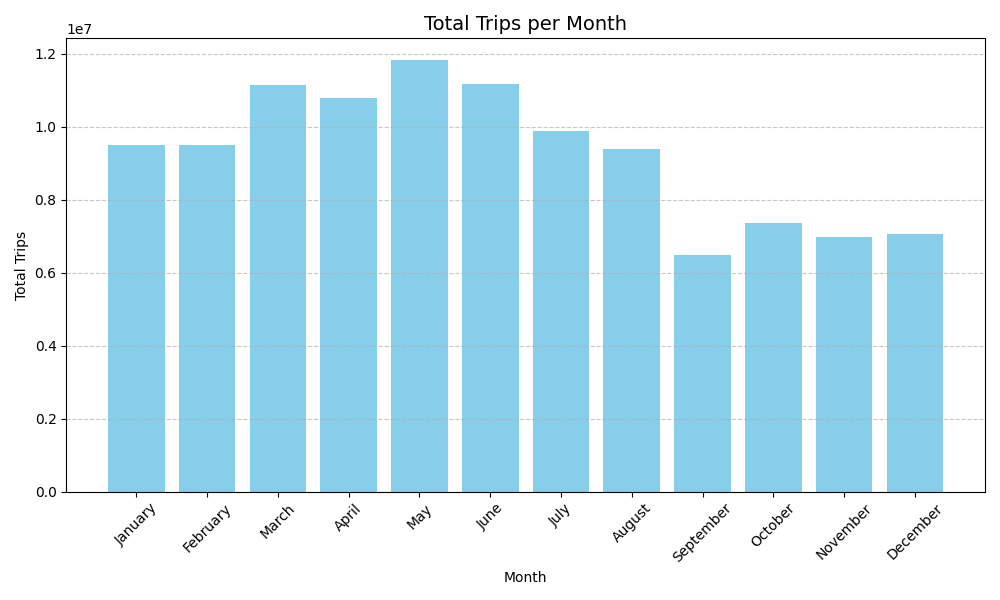 Total Trips per Month
1e7
1.2
1.0
0.8
0.6
0.4
0.2
0.0
Total Trips
January
February
March
April
May
June
July
August
September
October
November
December
Month